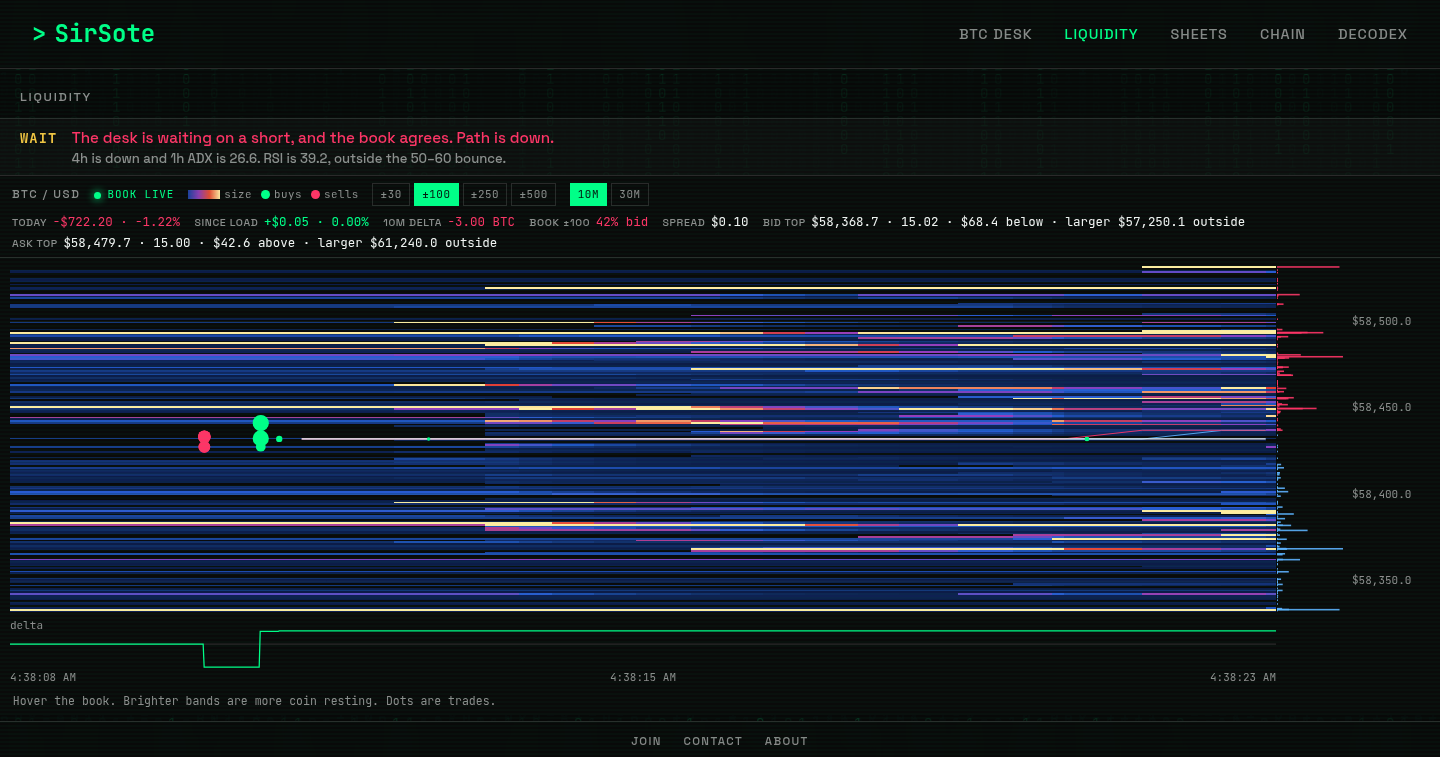 > SirSote
BTC DESK LIQUIDITY SHEETS CHAIN DECODEX
LIQUIDITY
WAIT The desk is waiting on a short, and the book agrees. Path is down.
4h is down and 1h ADX is 26.6. RSI is 39.2, outside the 50–60 bounce.
BTC / USD BOOK LIVE size buys sells ±30 ±100 ±250 ±500 10M 30M
TODAY -$722.20 · -1.22% SINCE LOAD +$0.05 · 0.00% 10M DELTA -3.00 BTC BOOK ±100 42% bid SPREAD $0.10 BID TOP $58,368.7 · 15.02 · $68.4 below · larger $57,250.1 outside
ASK TOP $58,479.7 · 15.00 · $42.6 above · larger $61,240.0 outside
$58,500.0
$58,450.0
$58,400.0
$58,350.0
delta
4:38:08 AM 4:38:15 AM 4:38:23 AM
Hover the book. Brighter bands are more coin resting. Dots are trades.
JOIN CONTACT ABOUT